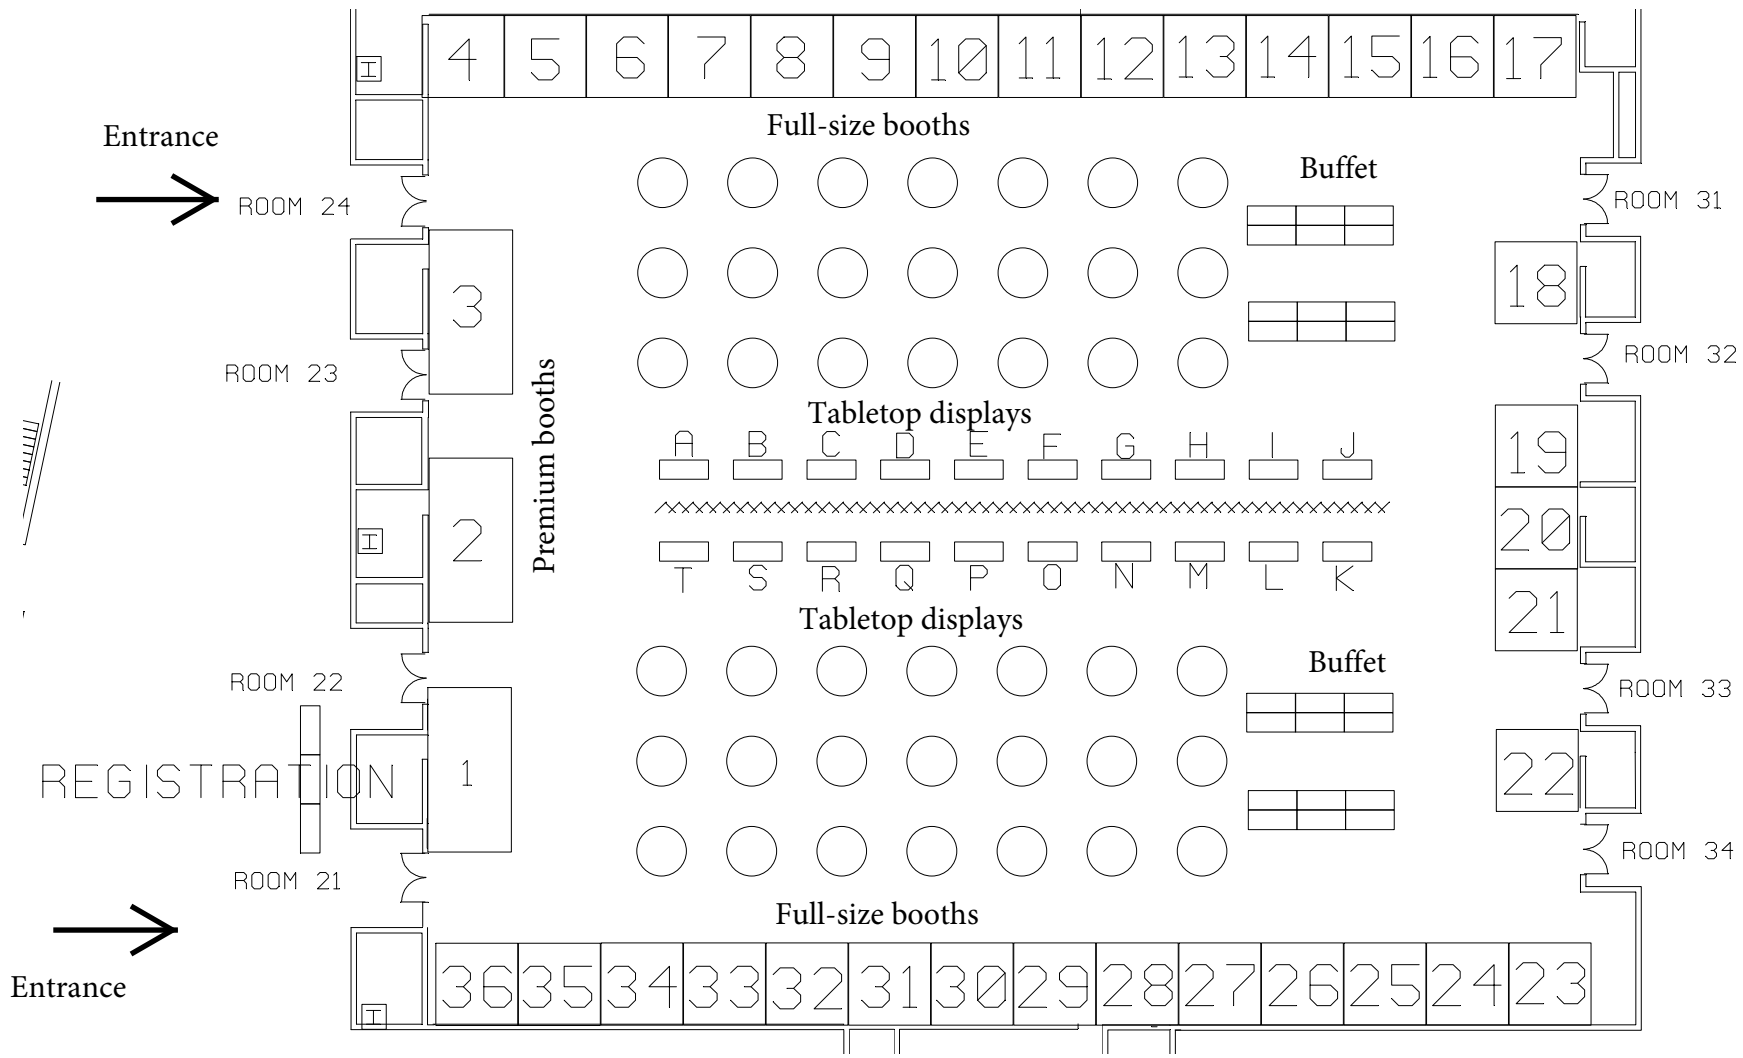 4 5 6 7 8 9 10 11 12 13 14 15 16 17
I
Full-size booths
Entrance
Buffet
ROOM 24
ROOM 31
18
3
ROOM 32
ROOM 23
Premium booths
Tabletop displays
A B C D E F G H I J
19
2
I
20
T S R Q P O N M L K
21
Tabletop displays
Buffet
ROOM 22
ROOM 33
REGISTRATION
1
22
ROOM 34
ROOM 21
Full-size booths
Entrance
36 35 34 33 32 31 30 29 28 27 26 25 24 23
I